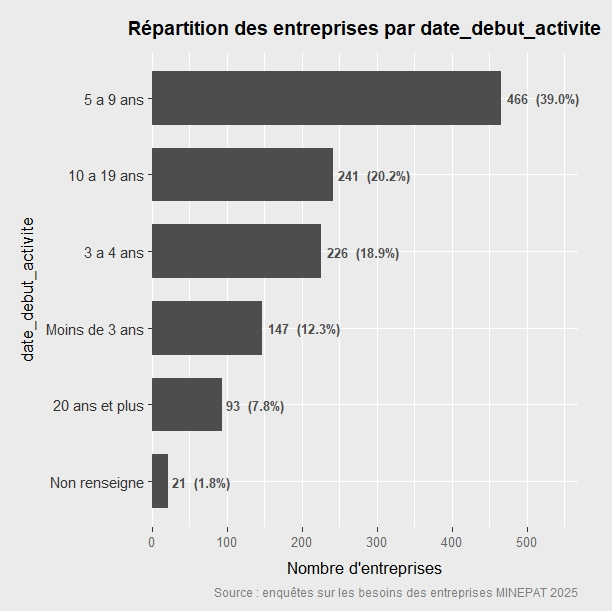 Répartition des entreprises par date_debut_activite
date_debut_activite
5 a 9 ans 466 (39.0%)
10 a 19 ans 241 (20.2%)
3 a 4 ans 226 (18.9%)
Moins de 3 ans 147 (12.3%)
20 ans et plus 93 (7.8%)
Non renseigne 21 (1.8%)
0 100 200 300 400 500
Nombre d'entreprises
Source : enquêtes sur les besoins des entreprises MINEPAT 2025